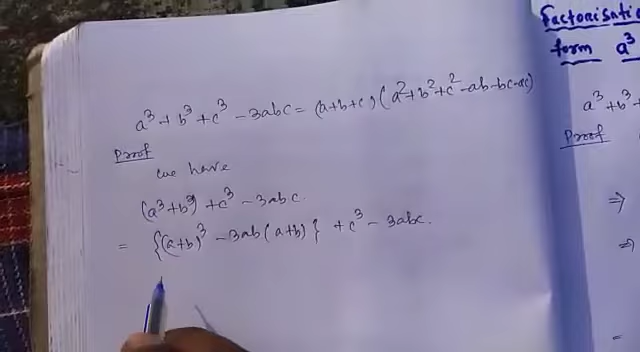 a³ + b³ + c³ - 3abc = (a+b+c) (a²+b²+c²-ab-bc-ac)
Proof
we have
(a³+b³) + c³ - 3abc.
= {(a+b)³ - 3ab(a+b)} + c³ - 3abc.
Factorisatio
form a³
a³+b³+
Proof
⇒
⇒
=